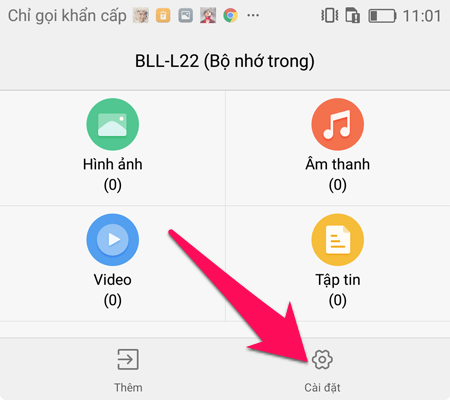 Chỉ gọi khẩn cấp ... 11:01
BLL-L22 (Bộ nhớ trong)
Hình ảnh
(0)
Âm thanh
(0)
Video
(0)
Tập tin
(0)
Thêm
Cài đặt